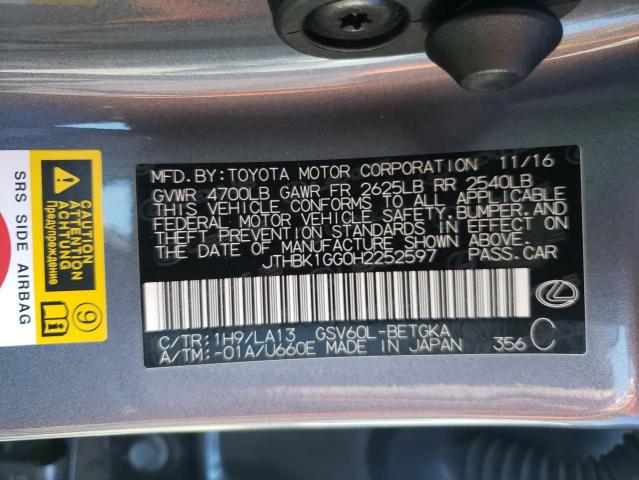 MFD.BY:TOYOTA MOTOR CORPORATION 11/16
GVWR 4700LB GAWR FR 2625LB RR 2540LB
THIS VEHICLE CONFORMS TO ALL APPLICABLE
FEDERAL MOTOR VEHICLE SAFETY,BUMPER,AND
THEFT PREVENTION STANDARDS IN EFFECT ON
THE DATE OF MANUFACTURE SHOWN ABOVE.
JTHBK1GG0H2252597 PASS.CAR
C/TR:1H9/LA13 GSV60L-BETGKA C
A/TM:-01A/U660E MADE IN JAPAN 356
SRS SIDE AIRBAG
ATTENTION
ACHTUNG
Предупреждение
9